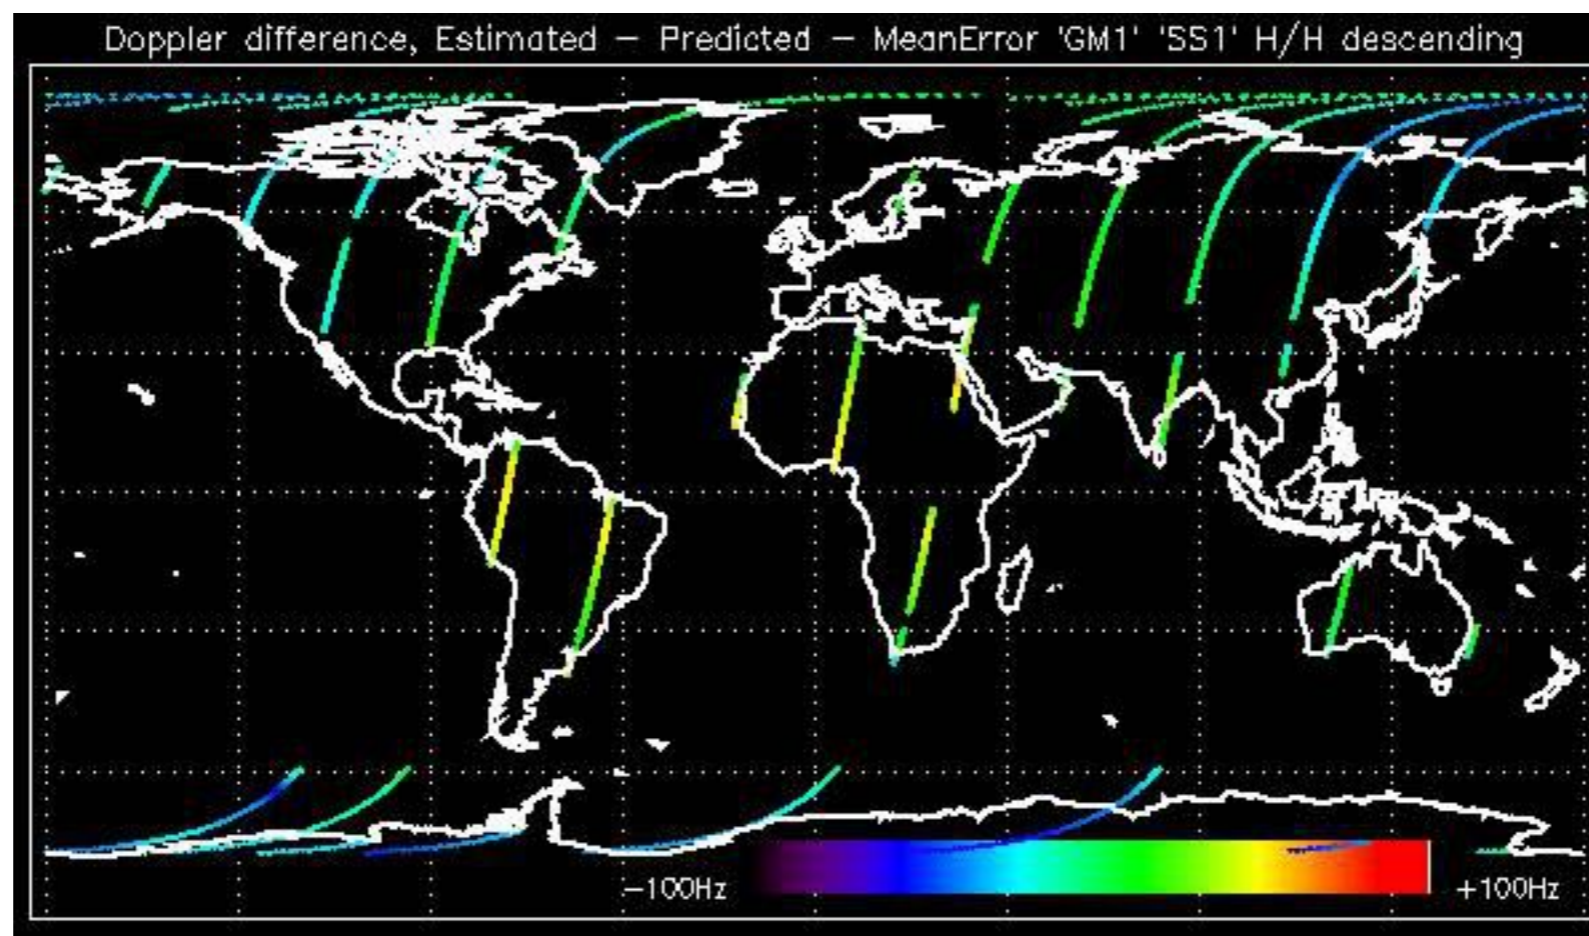 Doppler difference, Estimated − Predicted − MeanError 'GM1' 'SS1' H/H descending
−100Hz
+100Hz